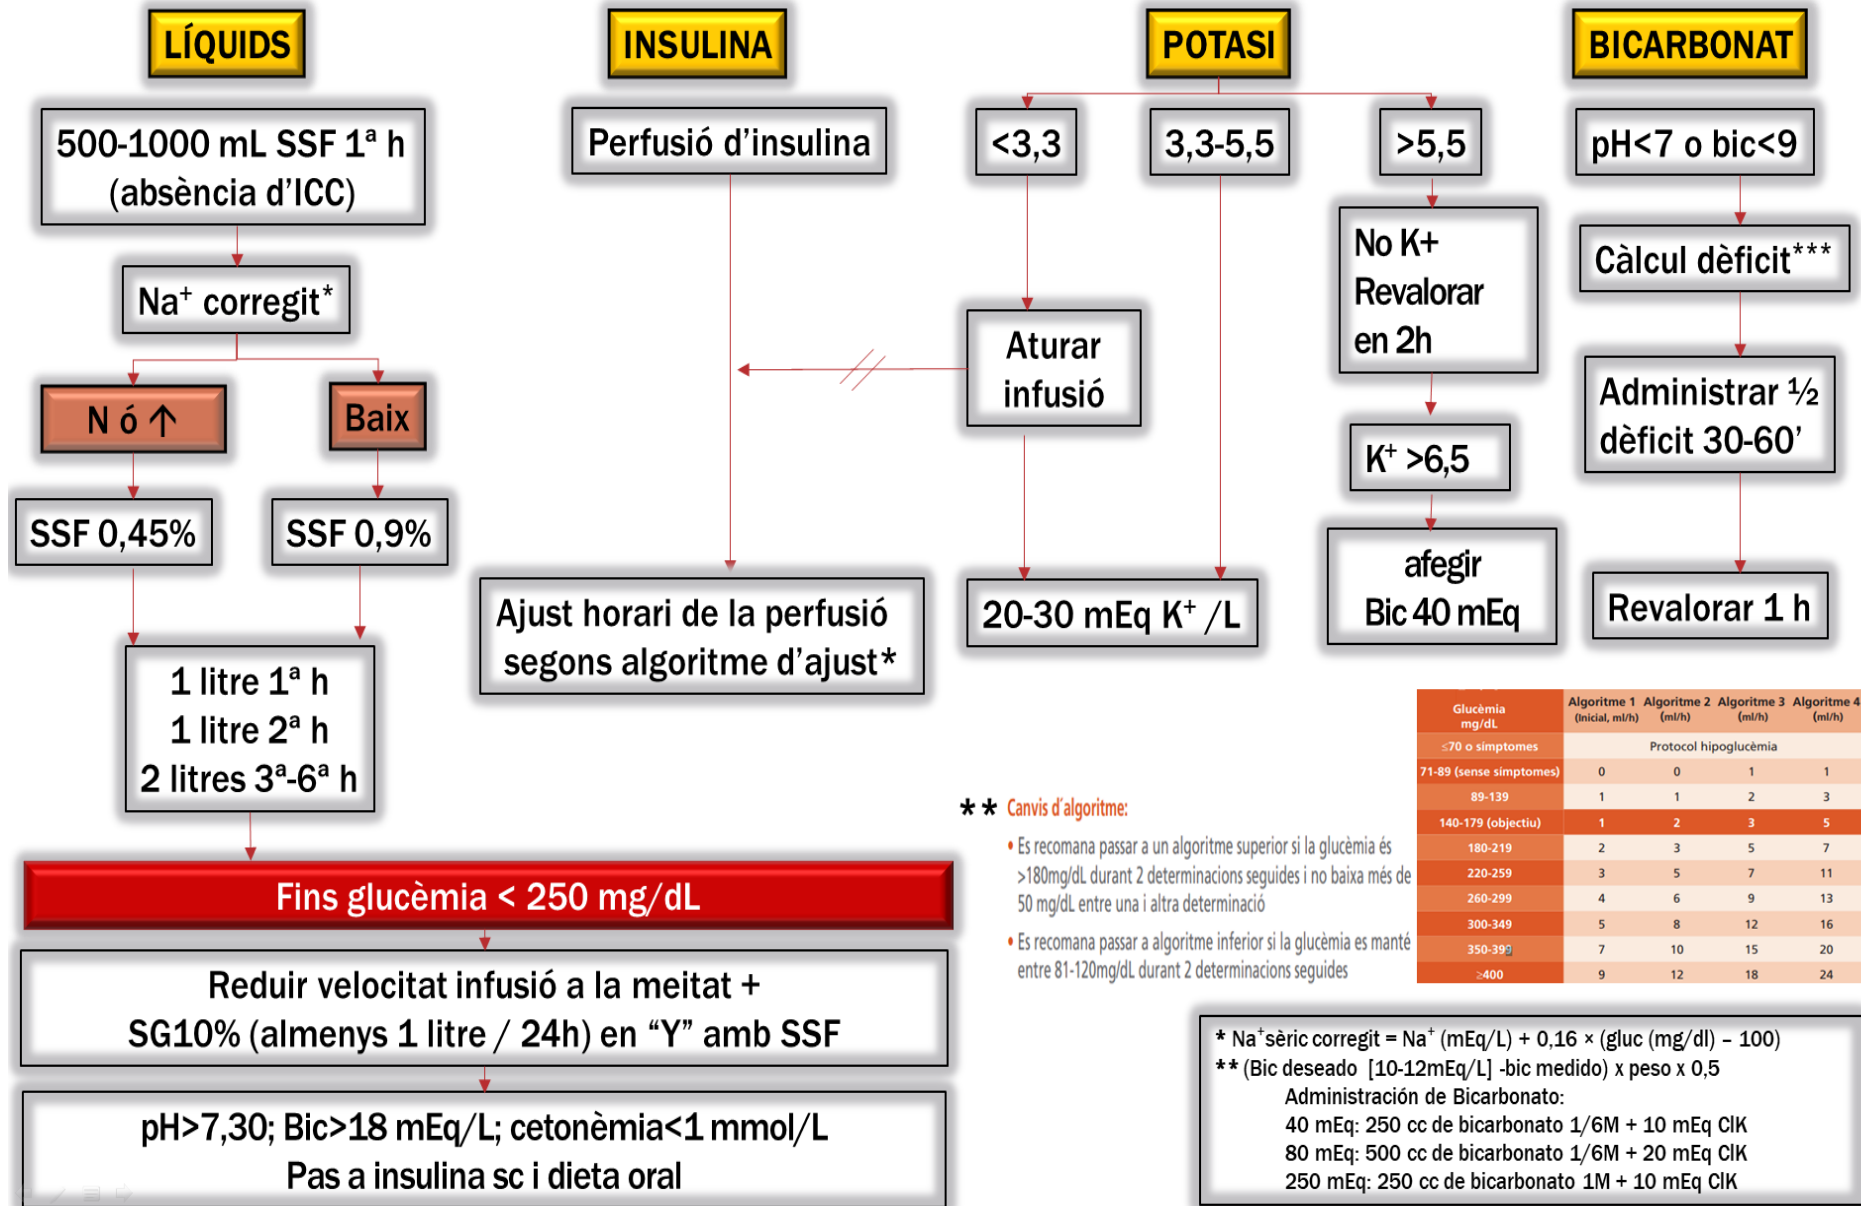 LÍQUIDS
500-1000 mL SSF 1ª h
(absència d'ICC)
Na⁺ corregit*
N ó ↑
Baix
SSF 0,45%
SSF 0,9%
1 litre 1ª h
1 litre 2ª h
2 litres 3ª-6ª h
Fins glucèmia < 250 mg/dL
Reduir velocitat infusió a la meitat +
SG10% (almenys 1 litre / 24h) en “Y” amb SSF
pH>7,30; Bic>18 mEq/L; cetonèmia<1 mmol/L
Pas a insulina sc i dieta oral
INSULINA
Perfusió d'insulina
Ajust horari de la perfusió
segons algoritme d'ajust*
POTASI
<3,3
3,3-5,5
>5,5
Aturar
infusió
20-30 mEq K⁺ /L
No K+
Revalorar
en 2h
K⁺ >6,5
afegir
Bic 40 mEq
BICARBONAT
pH<7 o bic<9
Càlcul dèficit***
Administrar ½
dèficit 30-60’
Revalorar 1 h
** Canvis d´algoritme:
• Es recomana passar a un algoritme superior si la glucèmia és
>180mg/dL durant 2 determinacions seguides i no baixa més de
50 mg/dL entre una i altra determinació
• Es recomana passar a algoritme inferior si la glucèmia es manté
entre 81-120mg/dL durant 2 determinacions seguides
Glucèmia mg/dL Algoritme 1 (Inicial, ml/h) Algoritme 2 (ml/h) Algoritme 3 (ml/h) Algoritme 4 (ml/h)
≤70 o símptomes Protocol hipoglucèmia
71-89 (sense símptomes) 0 0 1 1
89-139 1 1 2 3
140-179 (objectiu) 1 2 3 5
180-219 2 3 5 7
220-259 3 5 7 11
260-299 4 6 9 13
300-349 5 8 12 16
350-399 7 10 15 20
≥400 9 12 18 24
* Na⁺sèric corregit = Na⁺ (mEq/L) + 0,16 × (gluc (mg/dl) – 100)
** (Bic deseado [10-12mEq/L] -bic medido) x peso x 0,5
Administración de Bicarbonato:
40 mEq: 250 cc de bicarbonato 1/6M + 10 mEq ClK
80 mEq: 500 cc de bicarbonato 1/6M + 20 mEq ClK
250 mEq: 250 cc de bicarbonato 1M + 10 mEq ClK